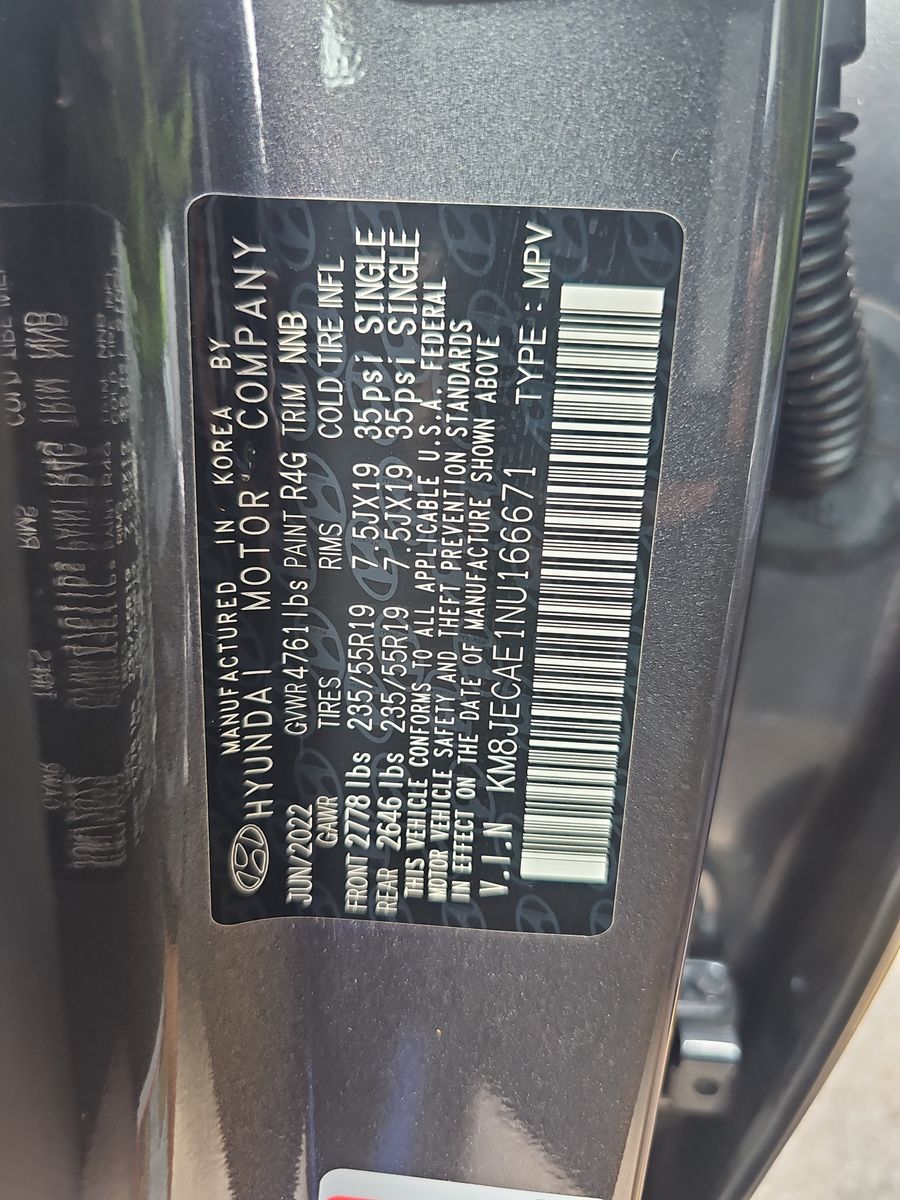 MANUFACTURED IN KOREA BY
HYUNDAI MOTOR COMPANY
JUN/2022 GVWR4761lbs PAINT R4G TRIM NNB
GAWR TIRES RIMS COLD TIRE INFL
FRONT 2778 lbs 235/55R19 7.5JX19 35psi SINGLE
REAR 2646 lbs 235/55R19 7.5JX19 35psi SINGLE
THIS VEHICLE CONFORMS TO ALL APPLICABLE U.S.A. FEDERAL
MOTOR VEHICLE SAFETY AND THEFT PREVENTION STANDARDS
IN EFFECT ON THE DATE OF MANUFACTURE SHOWN ABOVE
V.I.N KM8JECAE1NU166671 TYPE : MPV